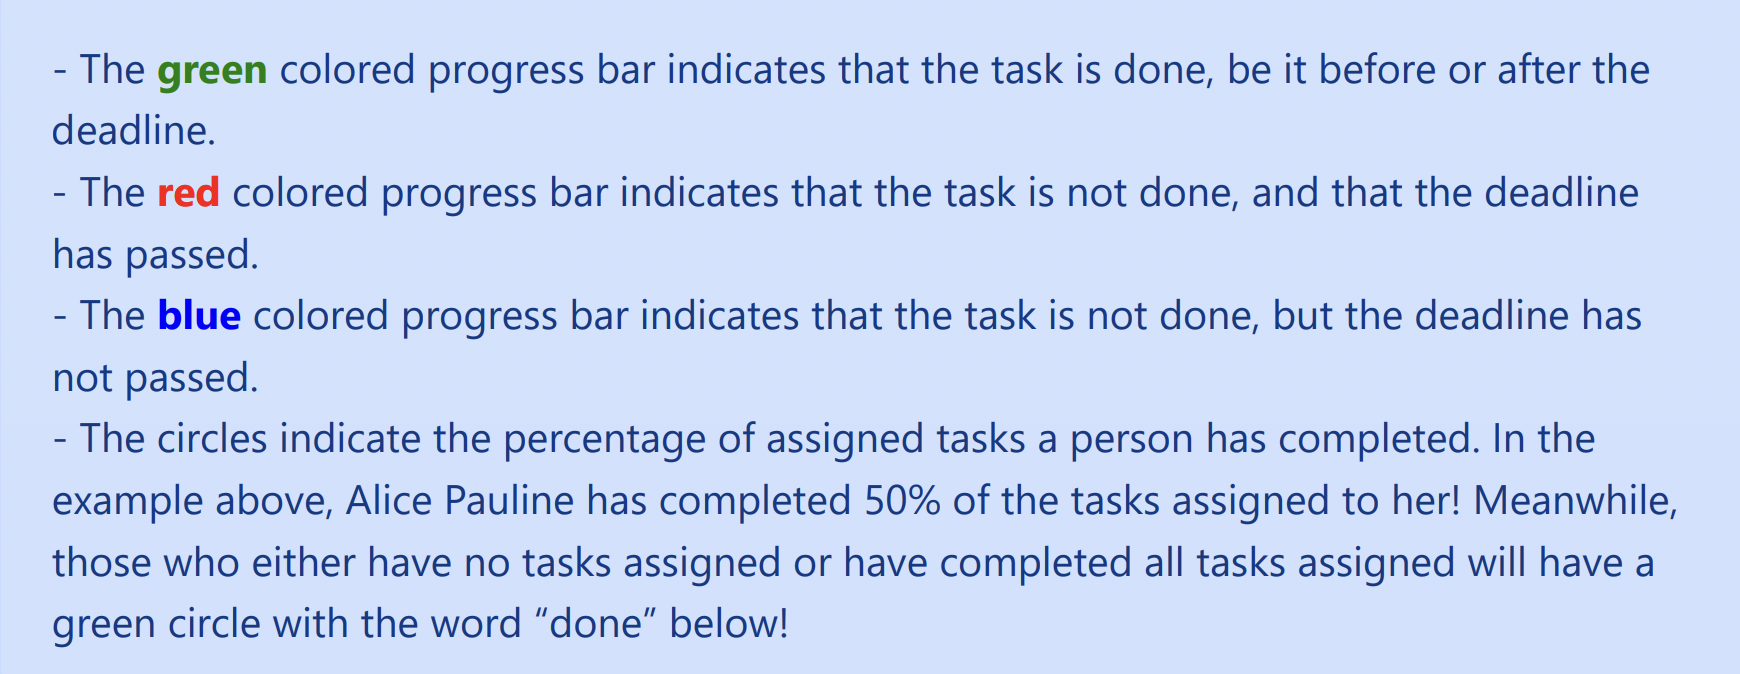 - The green colored progress bar indicates that the task is done, be it before or after the
deadline.
- The red colored progress bar indicates that the task is not done, and that the deadline
has passed.
- The blue colored progress bar indicates that the task is not done, but the deadline has
not passed.
- The circles indicate the percentage of assigned tasks a person has completed. In the
example above, Alice Pauline has completed 50% of the tasks assigned to her! Meanwhile,
those who either have no tasks assigned or have completed all tasks assigned will have a
green circle with the word “done” below!